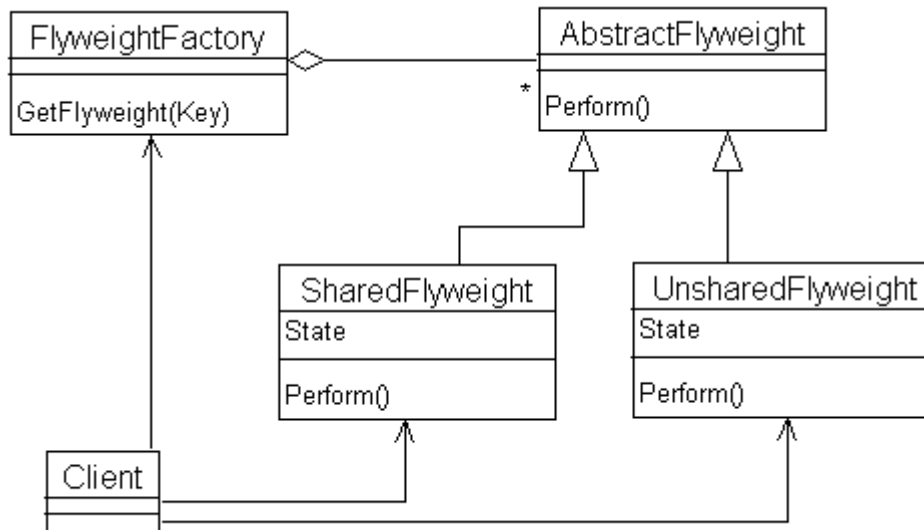 FlyweightFactory
GetFlyweight(Key)
AbstractFlyweight
*
Perform()
SharedFlyweight
State
Perform()
UnsharedFlyweight
State
Perform()
Client